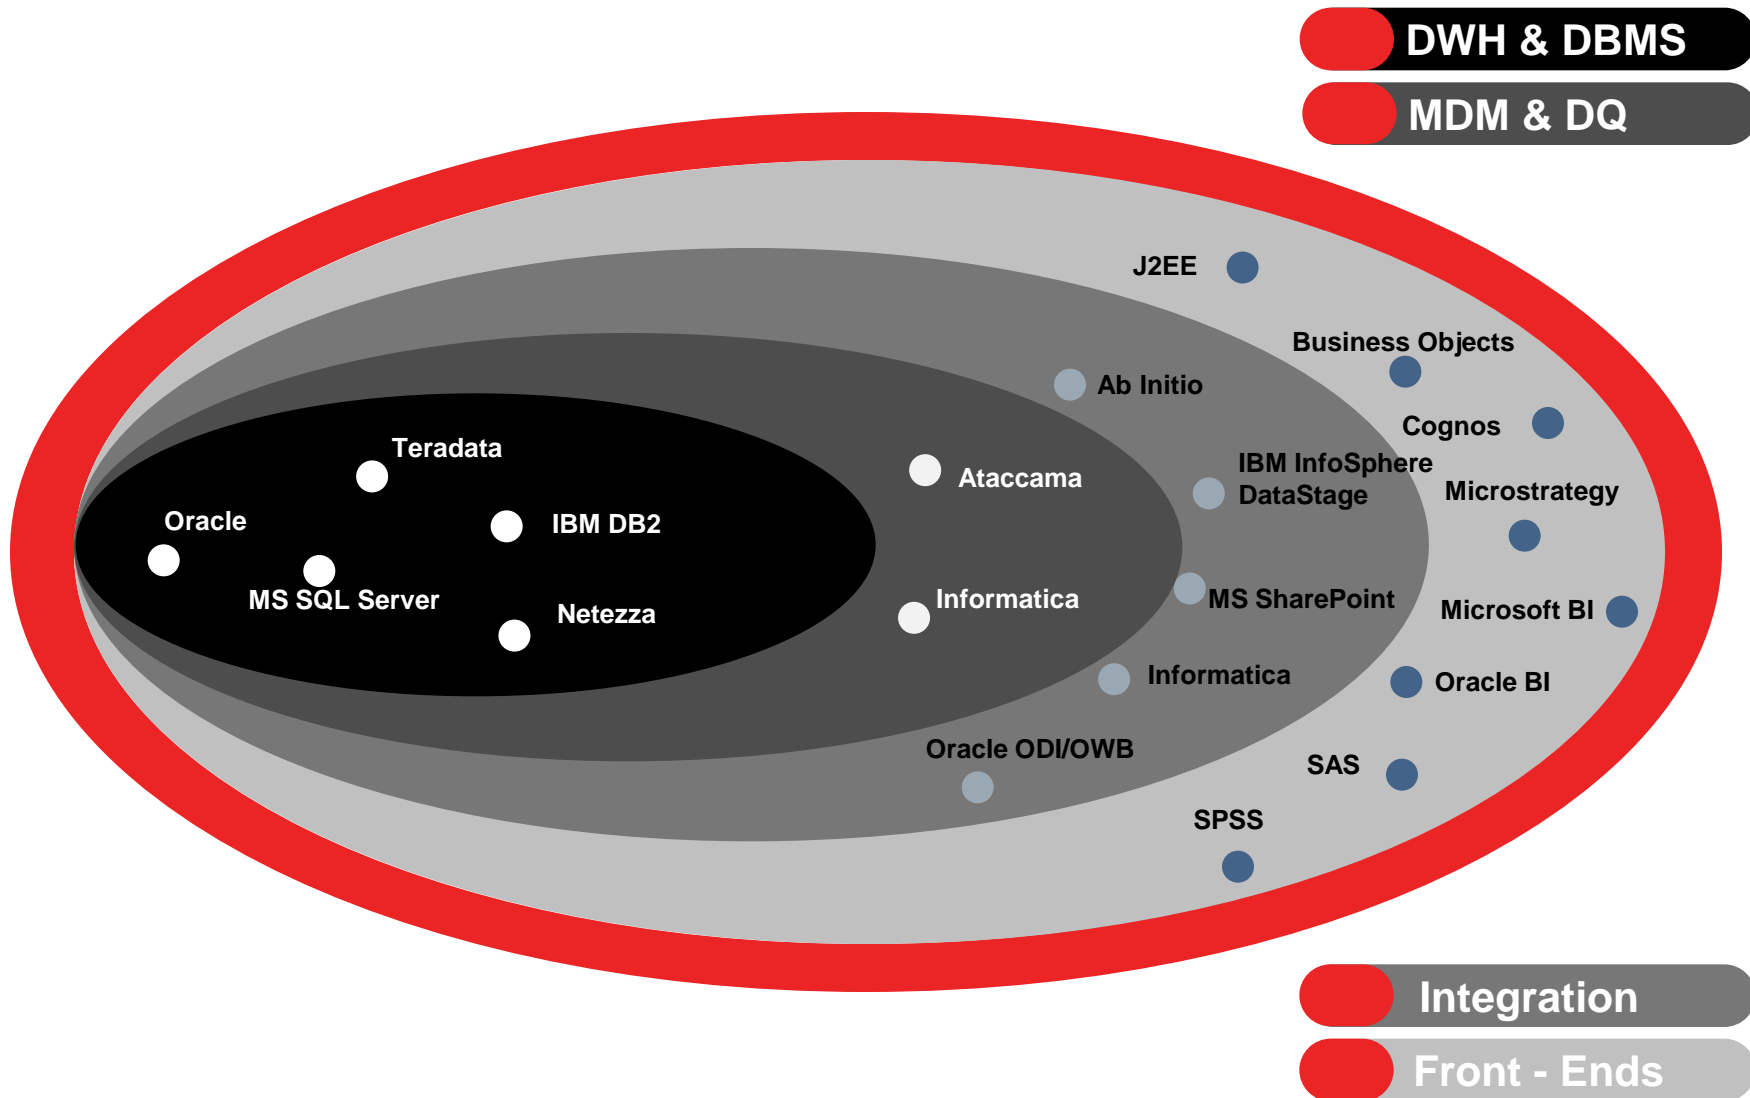 DWH & DBMS
MDM & DQ
J2EE
Business Objects
Ab Initio
Cognos
Teradata
Ataccama
IBM InfoSphere
DataStage
Microstrategy
Oracle
IBM DB2
MS SQL Server
Netezza
Informatica
MS SharePoint
Microsoft BI
Informatica
Oracle BI
Oracle ODI/OWB
SAS
SPSS
Integration
Front - Ends